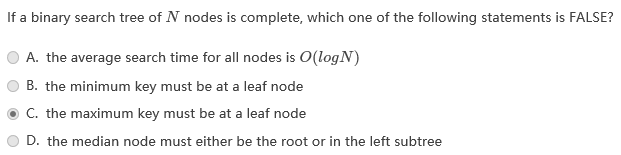 If a binary search tree of N nodes is complete, which one of the following statements is FALSE?
A. the average search time for all nodes is O(logN)
B. the minimum key must be at a leaf node
C. the maximum key must be at a leaf node
D. the median node must either be the root or in the left subtree